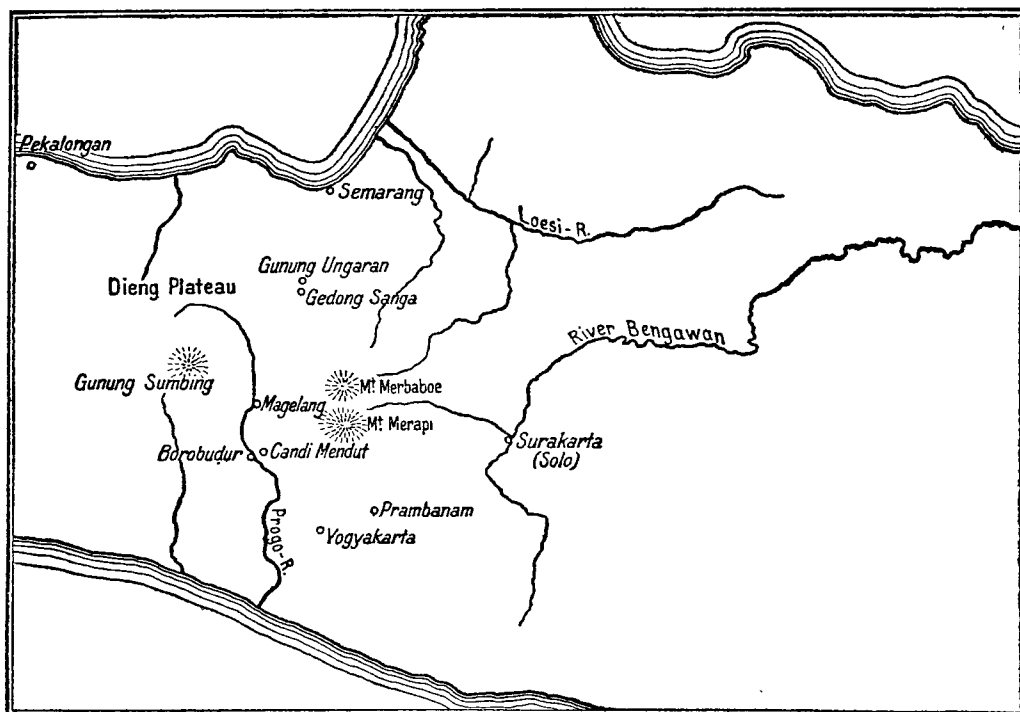 Pekalongan
Semarang
Loesi-R.
Gunung Ungaran
Gedong Sanga
Dieng Plateau
River Bengawan
Gunung Sumbing
Mt Merbaboe
Magelang
Mt Merapi
Surakarta
(Solo)
Borobuḍur
Candi Mendut
Prambanam
Yogyakarta
Progo-R.